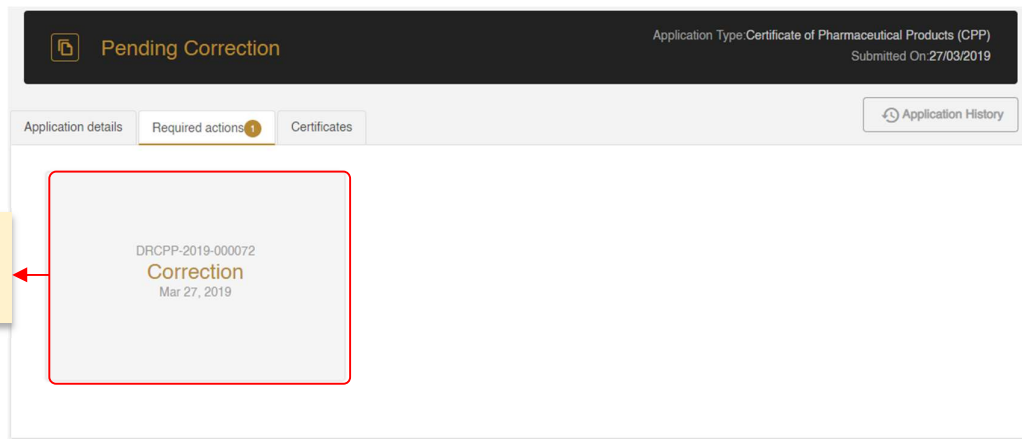 Pending Correction
Application Type:Certificate of Pharmaceutical Products (CPP)
Submitted On:27/03/2019
Application details
Required actions 1
Certificates
Application History
DRCPP-2019-000072
Correction
Mar 27, 2019